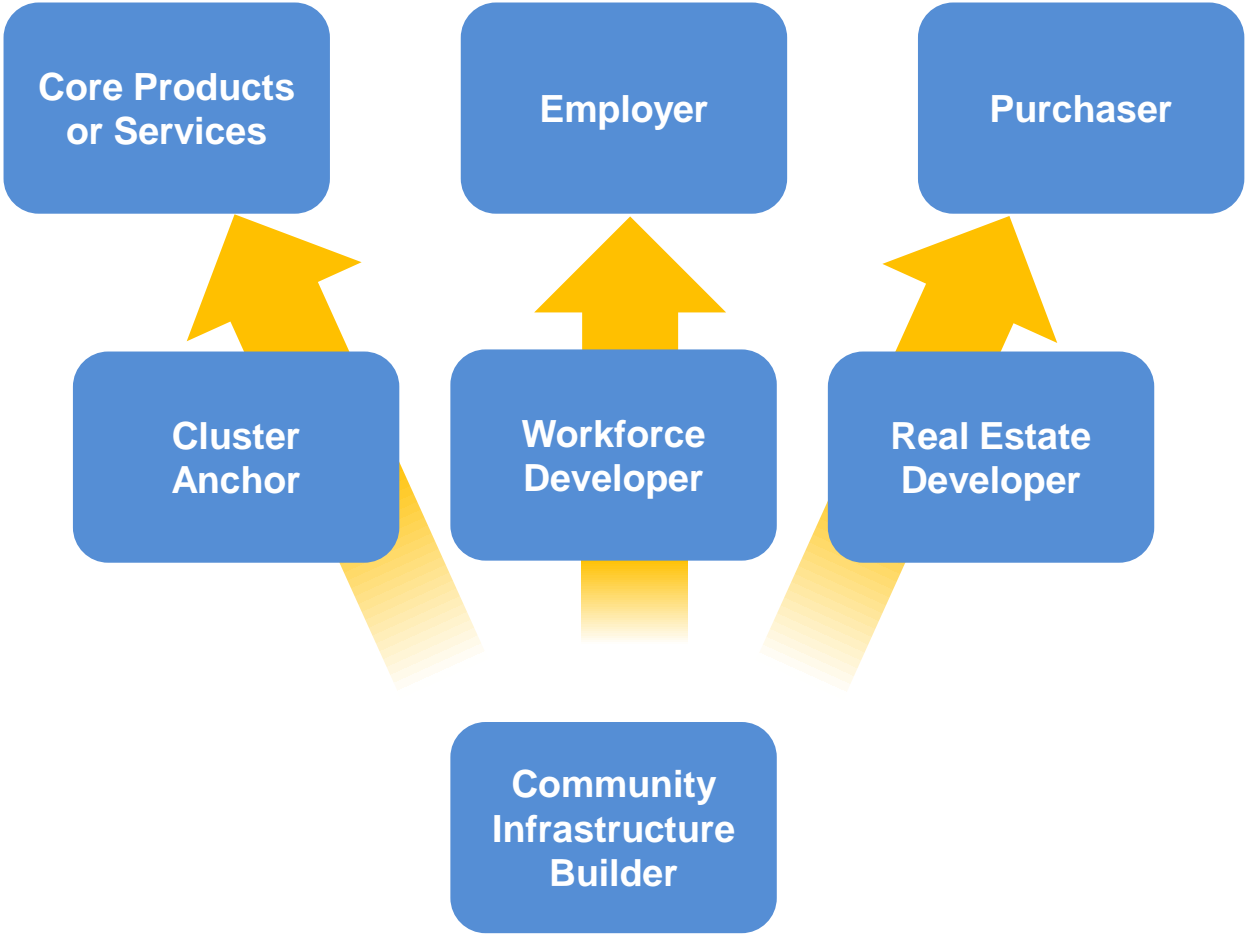 Core Products
or Services
Employer
Purchaser
Cluster
Anchor
Workforce
Developer
Real Estate
Developer
Community
Infrastructure
Builder